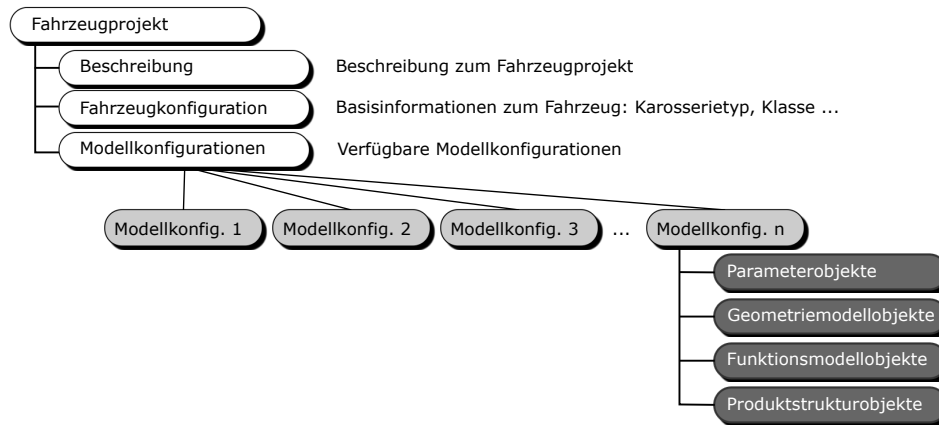 Fahrzeugprojekt
Beschreibung Beschreibung zum Fahrzeugprojekt
Fahrzeugkonfiguration Basisinformationen zum Fahrzeug: Karosserietyp, Klasse ...
Modellkonfigurationen Verfügbare Modellkonfigurationen
Modellkonfig. 1 Modellkonfig. 2 Modellkonfig. 3 ... Modellkonfig. n
Parameterobjekte
Geometriemodellobjekte
Funktionsmodellobjekte
Produktstrukturobjekte